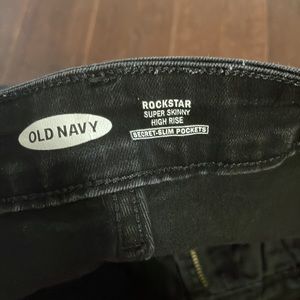 OLD NAVY
ROCKSTAR
SUPER SKINNY
HIGH RISE
SECRET-SLIM POCKETS